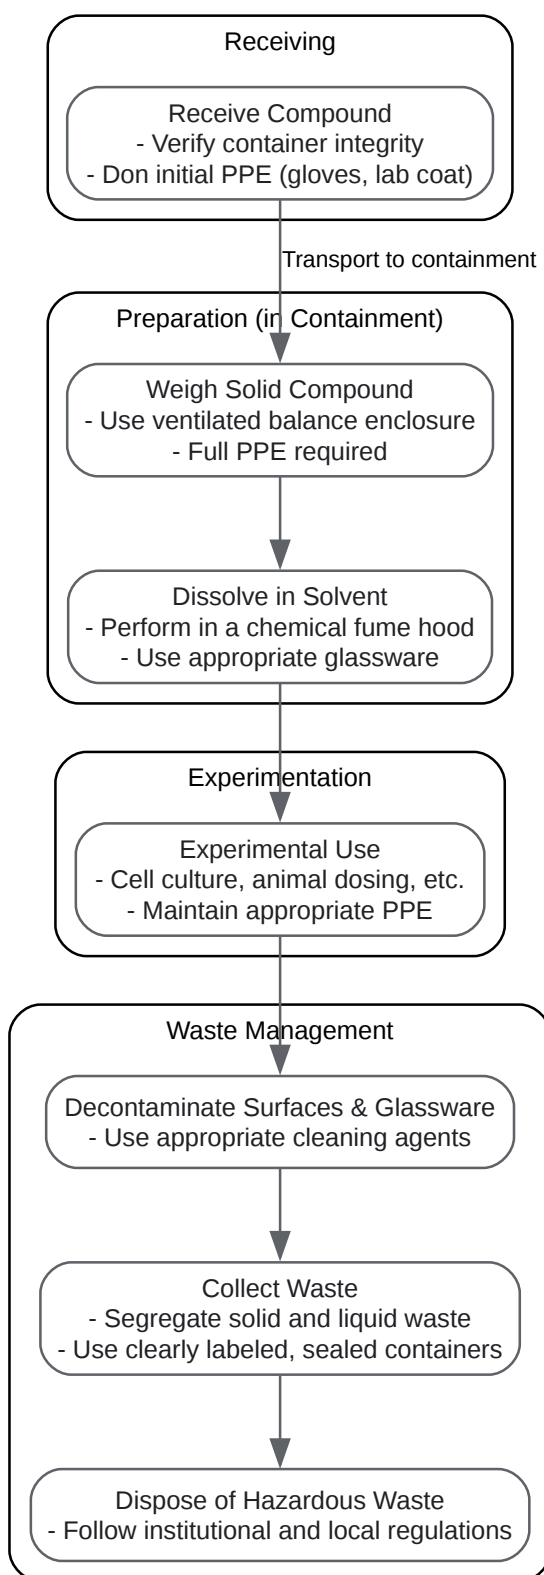 Receiving
Receive Compound
- Verify container integrity
- Don initial PPE (gloves, lab coat)
Transport to containment
Preparation (in Containment)
Weigh Solid Compound
- Use ventilated balance enclosure
- Full PPE required
Dissolve in Solvent
- Perform in a chemical fume hood
- Use appropriate glassware
Experimentation
Experimental Use
- Cell culture, animal dosing, etc.
- Maintain appropriate PPE
Waste Management
Decontaminate Surfaces & Glassware
- Use appropriate cleaning agents
Collect Waste
- Segregate solid and liquid waste
- Use clearly labeled, sealed containers
Dispose of Hazardous Waste
- Follow institutional and local regulations